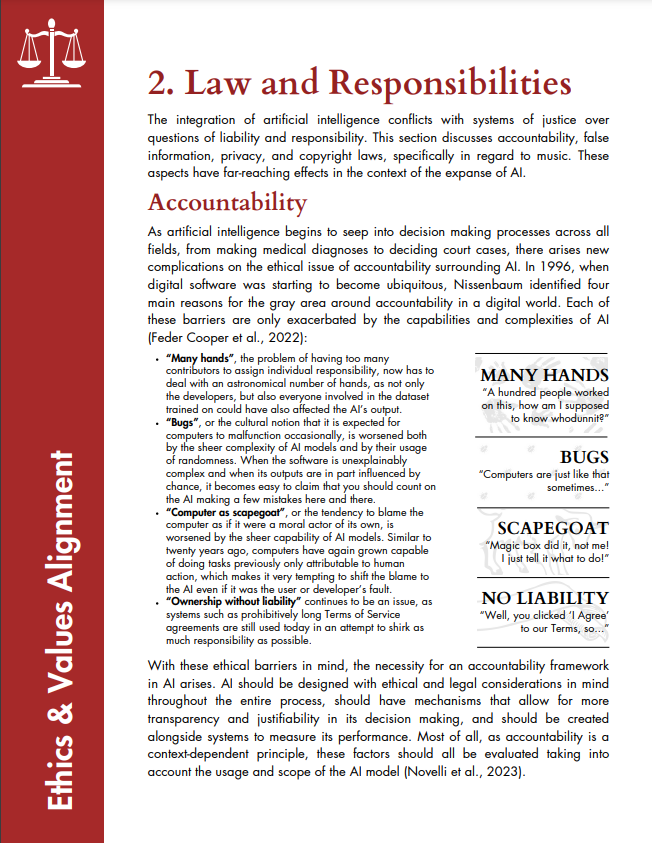 2. Law and Responsibilities
The integration of artificial intelligence conflicts with systems of justice over
questions of liability and responsibility. This section discusses accountability, false
information, privacy, and copyright laws, specifically in regard to music. These
aspects have far-reaching effects in the context of the expanse of AI.
Accountability
As artificial intelligence begins to seep into decision making processes across all
fields, from making medical diagnoses to deciding court cases, there arises new
complications on the ethical issue of accountability surrounding AI. In 1996, when
digital software was starting to become ubiquitous, Nissenbaum identified four
main reasons for the gray area around accountability in a digital world. Each of
these barriers are only exacerbated by the capabilities and complexities of AI
(Feder Cooper et al., 2022):
• “Many hands”, the problem of having too many
contributors to assign individual responsibility, now has to
deal with an astronomical number of hands, as not only
the developers, but also everyone involved in the dataset
trained on could have also affected the AI’s output.
• “Bugs”, or the cultural notion that it is expected for
computers to malfunction occasionally, is worsened both
by the sheer complexity of AI models and by their usage
of randomness. When the software is unexplainably
complex and when its outputs are in part influenced by
chance, it becomes easy to claim that you should count on
the AI making a few mistakes here and there.
• “Computer as scapegoat”, or the tendency to blame the
computer as if it were a moral actor of its own, is
worsened by the sheer capability of AI models. Similar to
twenty years ago, computers have again grown capable
of doing tasks previously only attributable to human
action, which makes it very tempting to shift the blame to
the AI even if it was the user or developer’s fault.
• “Ownership without liability” continues to be an issue, as
systems such as prohibitively long Terms of Service
agreements are still used today in an attempt to shirk as
much responsibility as possible.
MANY HANDS
“A hundred people worked
on this, how am I supposed
to know whodunnit?”
BUGS
“Computers are just like that
sometimes...”
SCAPEGOAT
“Magic box did it, not me!
I just tell it what to do!”
NO LIABILITY
“Well, you clicked ‘I Agree’
to our Terms, so...”
With these ethical barriers in mind, the necessity for an accountability framework
in AI arises. AI should be designed with ethical and legal considerations in mind
throughout the entire process, should have mechanisms that allow for more
transparency and justifiability in its decision making, and should be created
alongside systems to measure its performance. Most of all, as accountability is a
context-dependent principle, these factors should all be evaluated taking into
account the usage and scope of the AI model (Novelli et al., 2023).
Ethics & Values Alignment